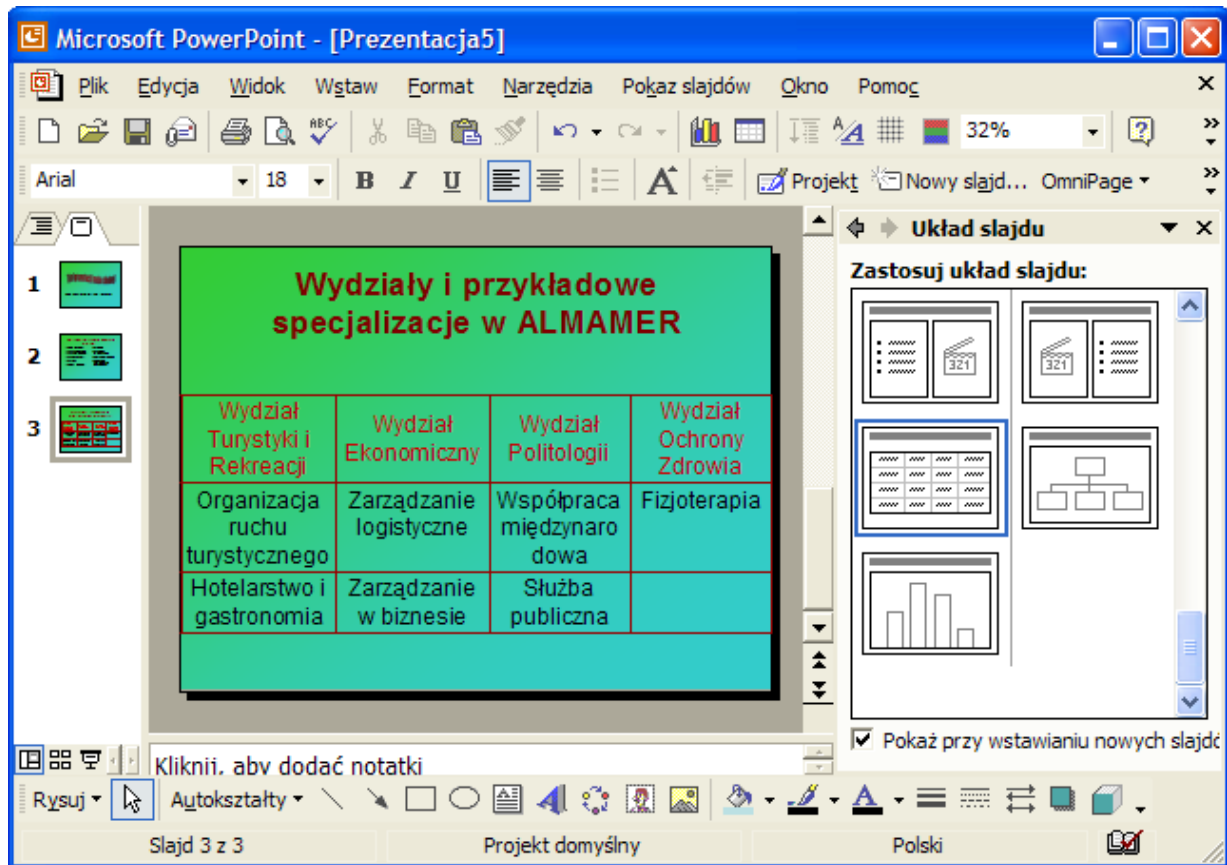 Microsoft PowerPoint - [Prezentacja5]
Plik Edycja Widok Wstaw Format Narzędzia Pokaz slajdów Okno Pomoc
ABC 32%
Arial 18 B I U A Projekt Nowy slajd... OmniPage
Układ slajdu
Zastosuj układ slajdu:
1
2
3
Wydziały i przykładowe
specjalizacje w ALMAMER
Wydział
Turystyki i
Rekreacji
Wydział
Ekonomiczny
Wydział
Politologii
Wydział
Ochrony
Zdrowia
Organizacja
ruchu
turystycznego
Zarządzanie
logistyczne
Współpraca
międzynaro
dowa
Fizjoterapia
Hotelarstwo i
gastronomia
Zarządzanie
w biznesie
Służba
publiczna
321 321
Pokaż przy wstawianiu nowych slajdó
Kliknij, aby dodać notatki
Rysuj Autokształty
Slajd 3 z 3 Projekt domyślny Polski